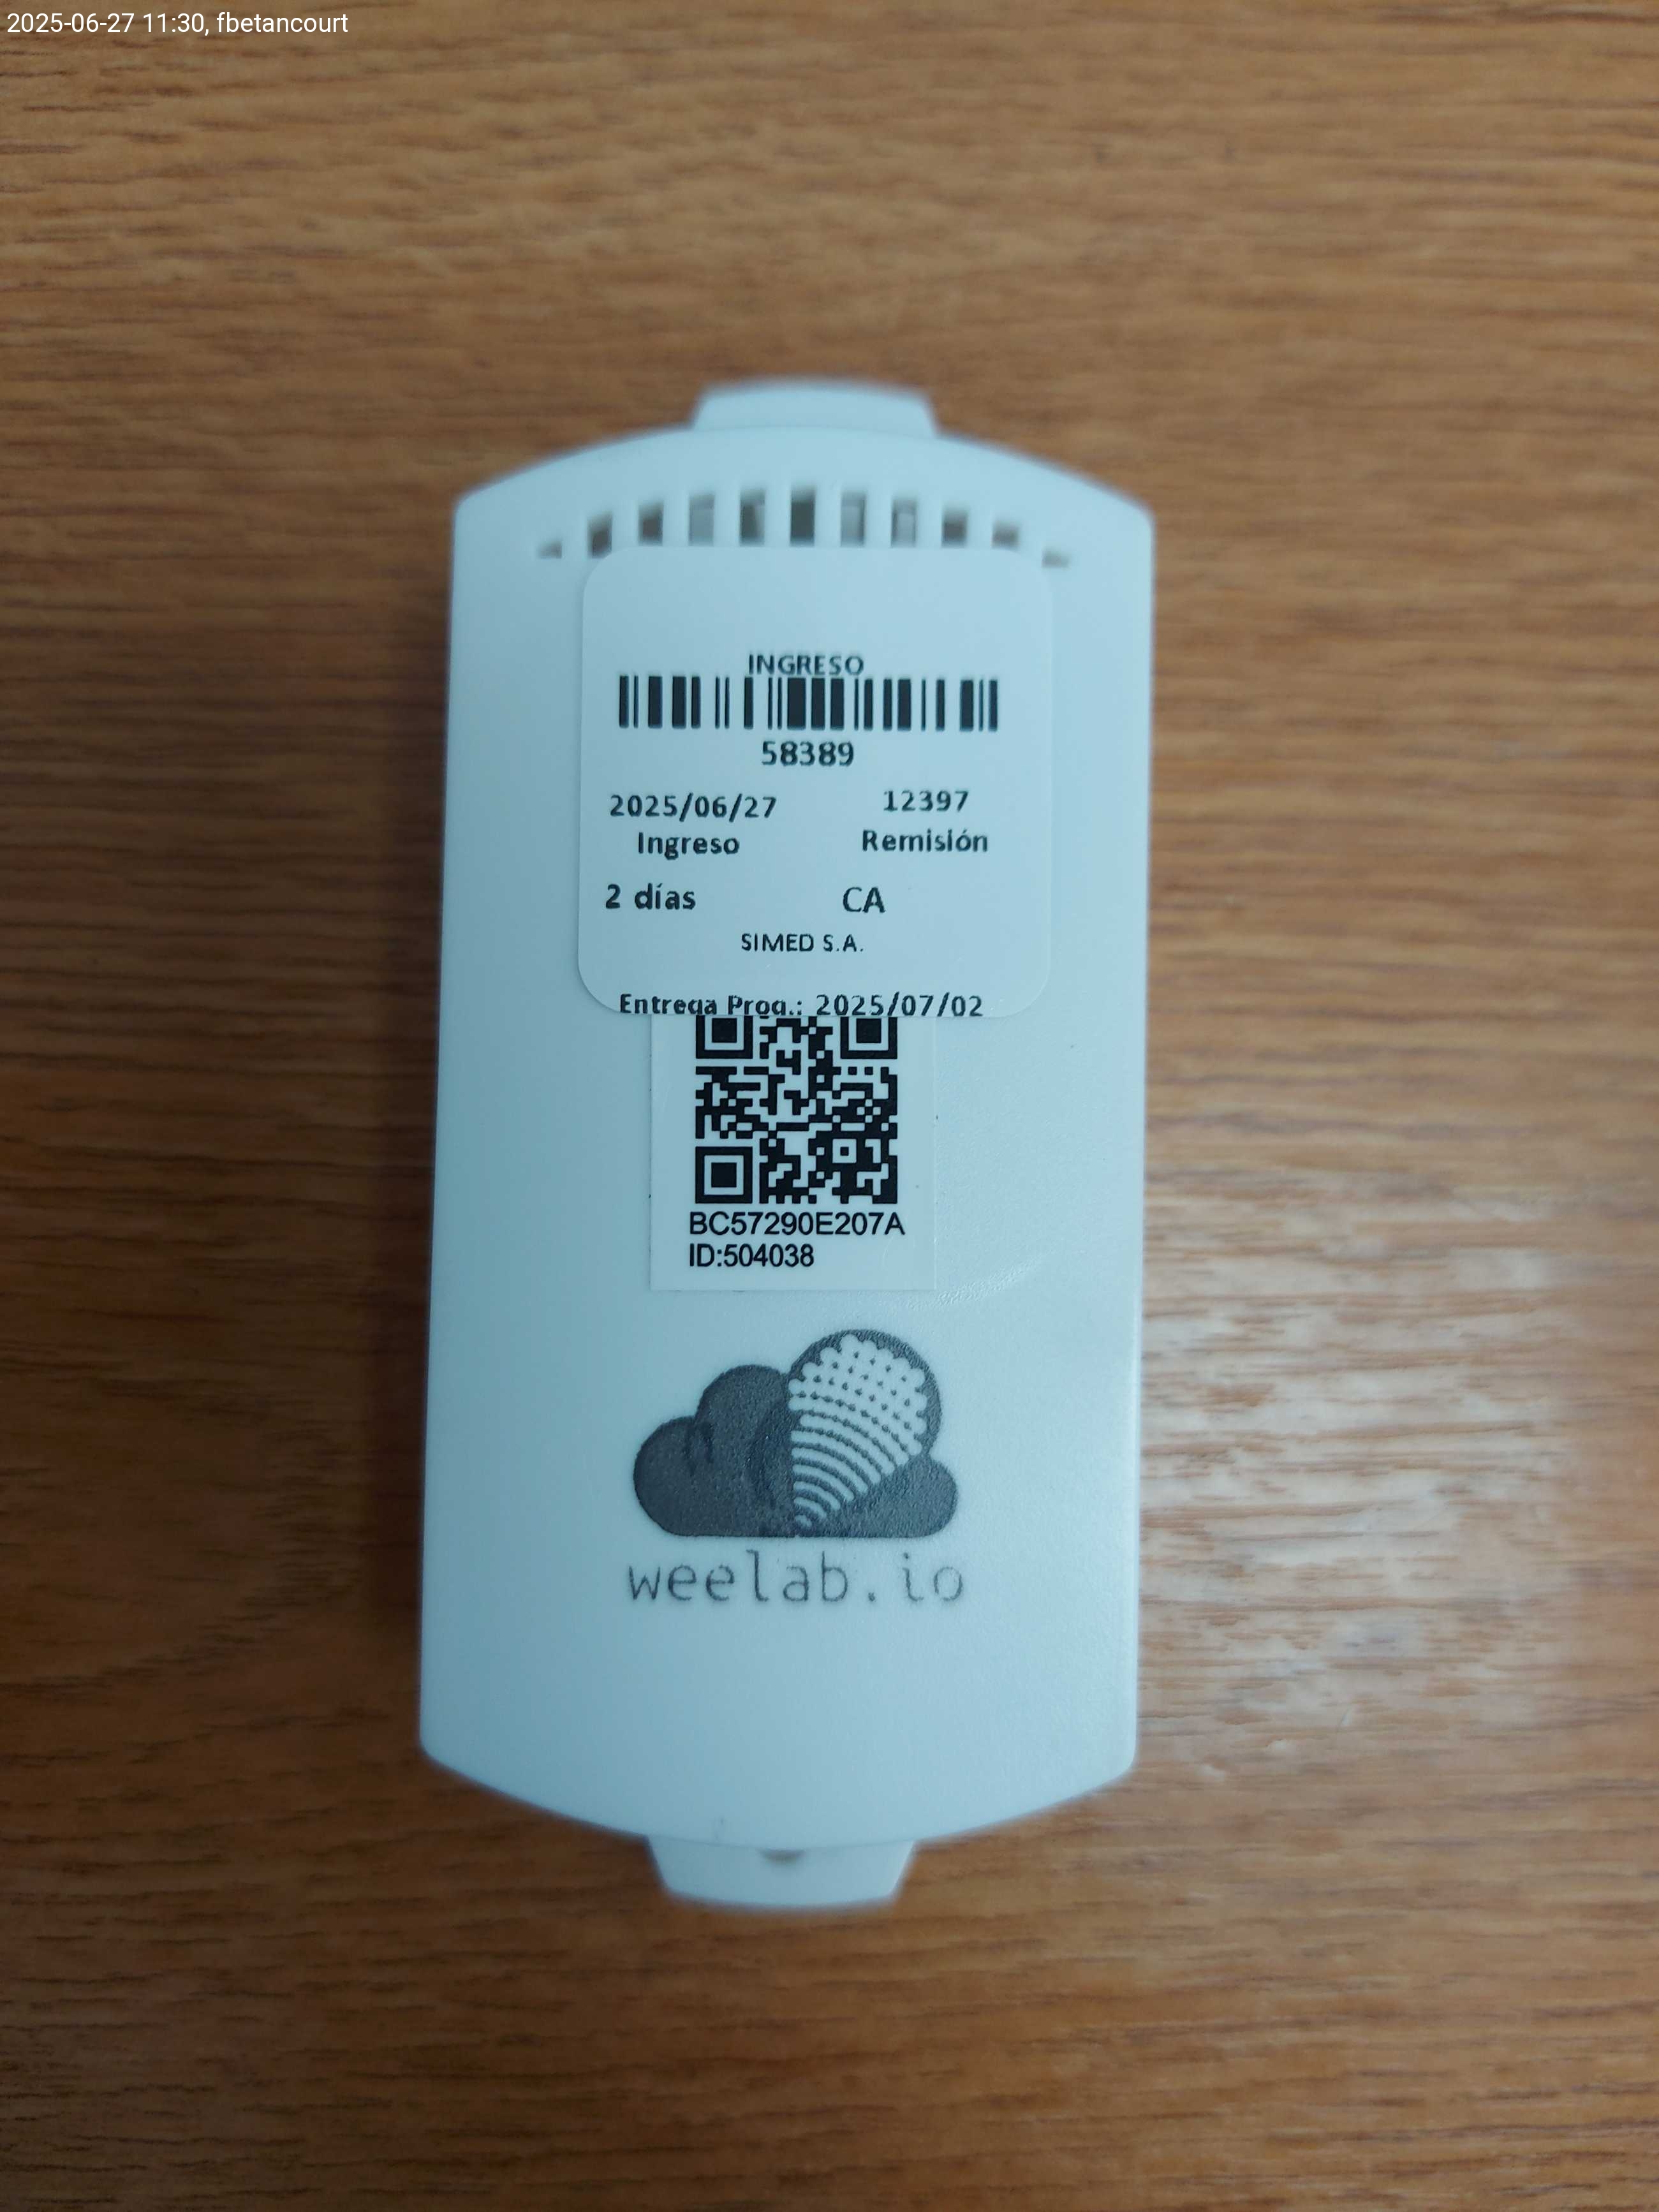 2025-06-27 11:30, fbetancourt
INGRESO
58389
2025/06/27 12397
Ingreso Remisión
2 días CA
SIMED S.A.
Entrega Prog.: 2025/07/02
BC57290E207A
ID:504038
weelab.io